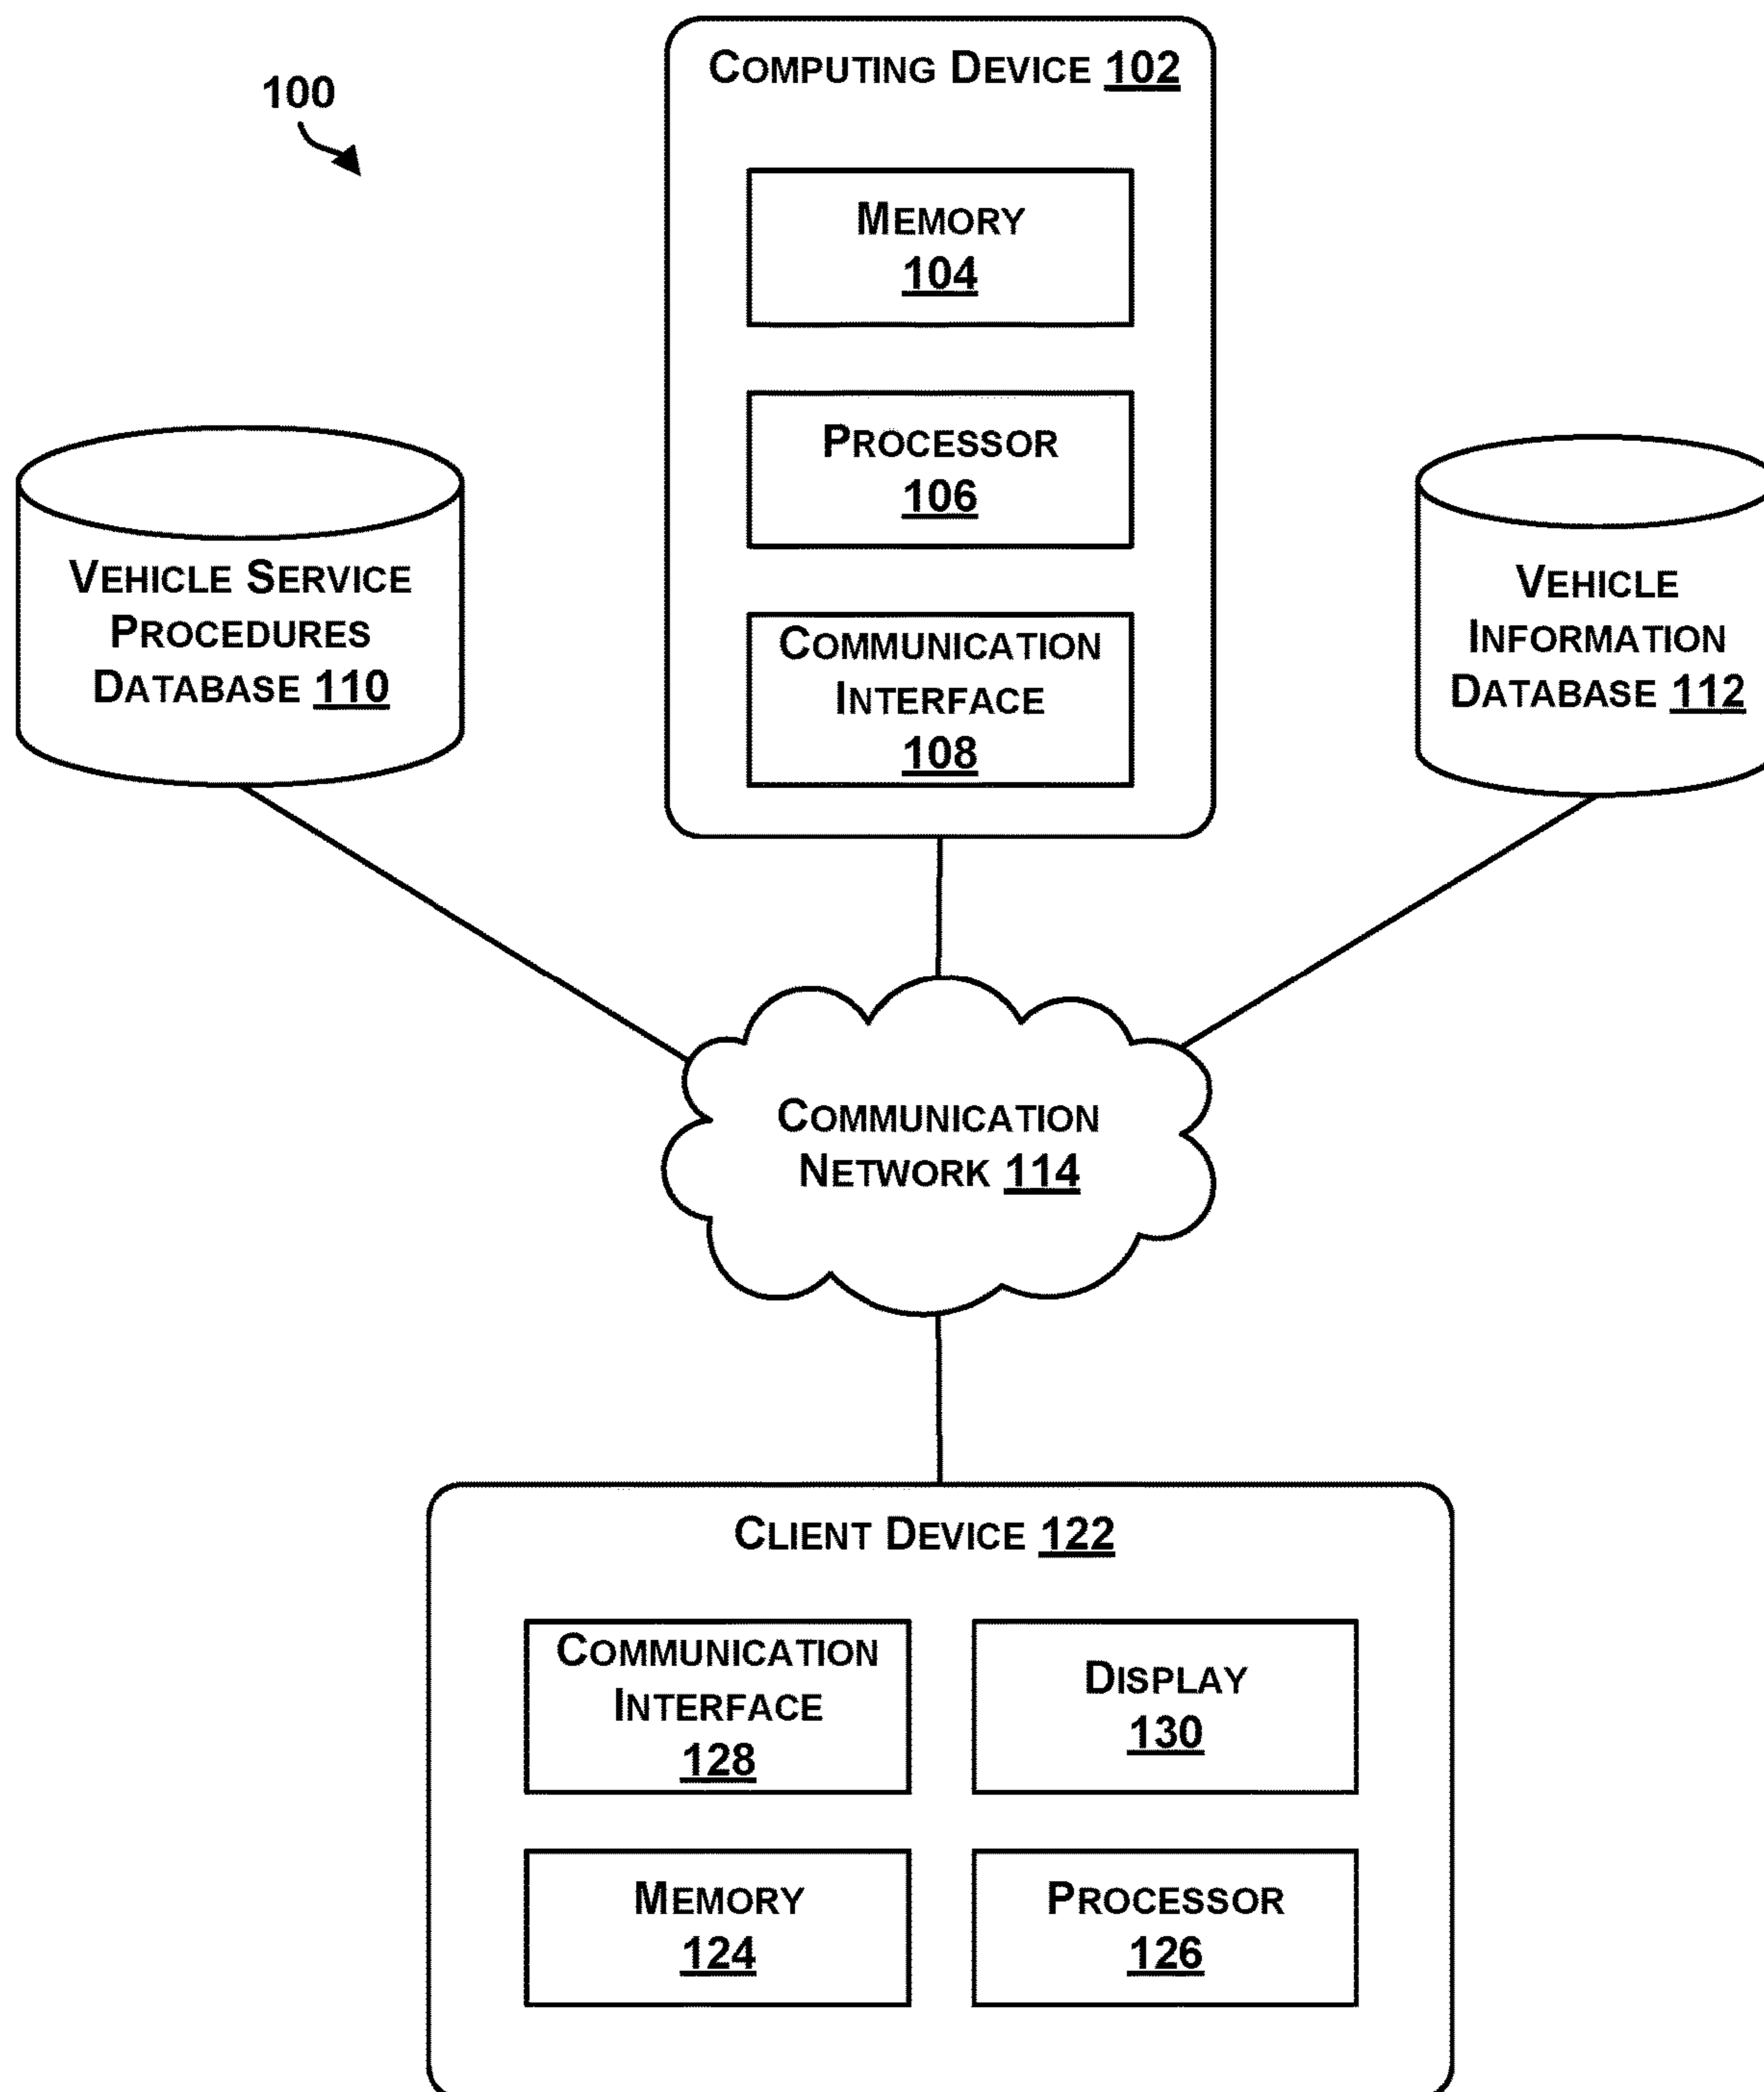 100
COMPUTING DEVICE 102
MEMORY
104
PROCESSOR
106
COMMUNICATION
INTERFACE
108
VEHICLE SERVICE
PROCEDURES
DATABASE 110
VEHICLE
INFORMATION
DATABASE 112
COMMUNICATION
NETWORK 114
CLIENT DEVICE 122
COMMUNICATION
INTERFACE
128
DISPLAY
130
MEMORY
124
PROCESSOR
126